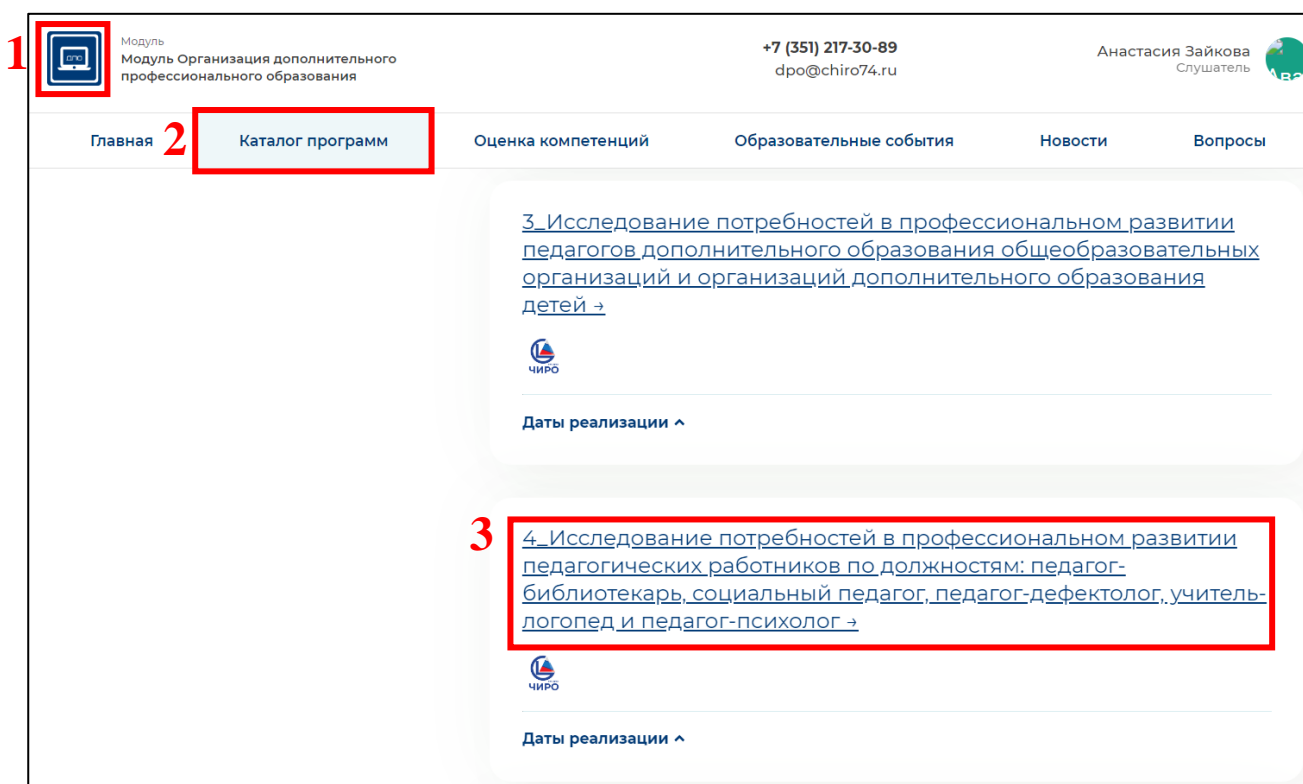 1
Модуль
Модуль Организация дополнительного
профессионального образования
+7 (351) 217-30-89
dpo@chiro74.ru
Анастасия Зайкова
Слушатель
Ава
Главная
2
Каталог программ
Оценка компетенций
Образовательные события
Новости
Вопросы
3_Исследование потребностей в профессиональном развитии
педагогов дополнительного образования общеобразовательных
организаций и организаций дополнительного образования
детей →
ЧИРО
Даты реализации
3
4_Исследование потребностей в профессиональном развитии
педагогических работников по должностям: педагог-
библиотекарь, социальный педагог, педагог-дефектолог, учитель-
логопед и педагог-психолог →
ЧИРО
Даты реализации